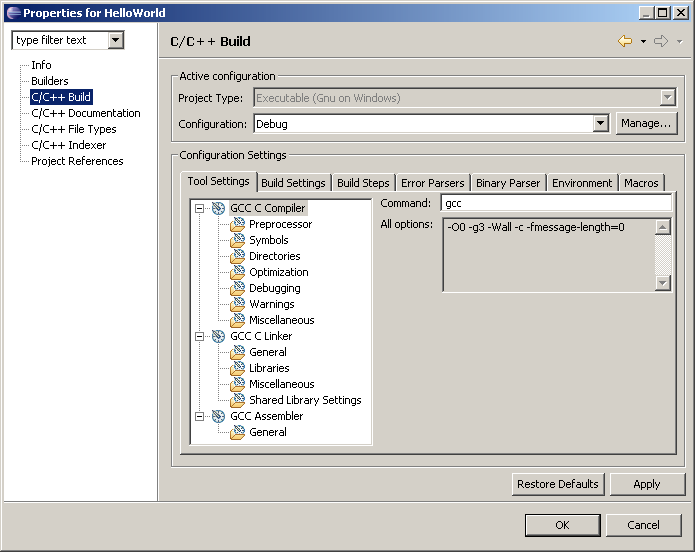 Properties for HelloWorld
type filter text
Info
Builders
C/C++ Build
C/C++ Documentation
C/C++ File Types
C/C++ Indexer
Project References
C/C++ Build
Active configuration
Project Type: Executable (Gnu on Windows)
Configuration: Debug Manage...
Configuration Settings
Tool Settings Build Settings Build Steps Error Parsers Binary Parser Environment Macros
GCC C Compiler
Preprocessor
Symbols
Directories
Optimization
Debugging
Warnings
Miscellaneous
GCC C Linker
General
Libraries
Miscellaneous
Shared Library Settings
GCC Assembler
General
Command: gcc
All options: -O0 -g3 -Wall -c -fmessage-length=0
Restore Defaults Apply
OK Cancel